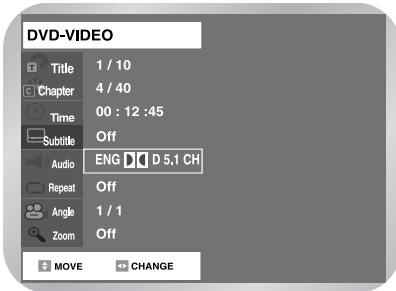 DVD-VIDEO
T Title 1 / 10
C Chapter 4 / 40
Time 00 : 12 :45
Subtitle Off
Audio ENG D 5.1 CH
Repeat Off
Angle 1 / 1
Zoom Off
MOVE CHANGE